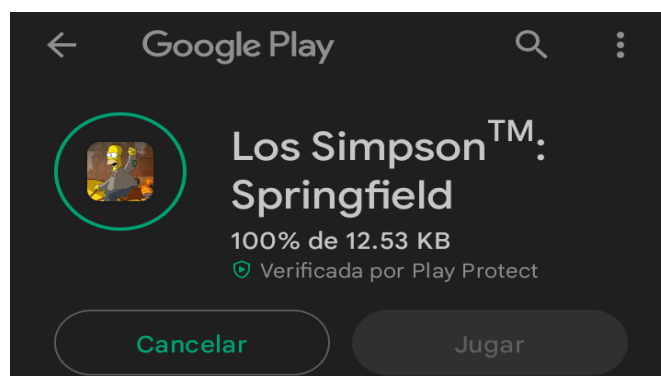 Google Play
Los Simpson™:
Springfield
100% de 12.53 KB
Verificada por Play Protect
Cancelar
Jugar